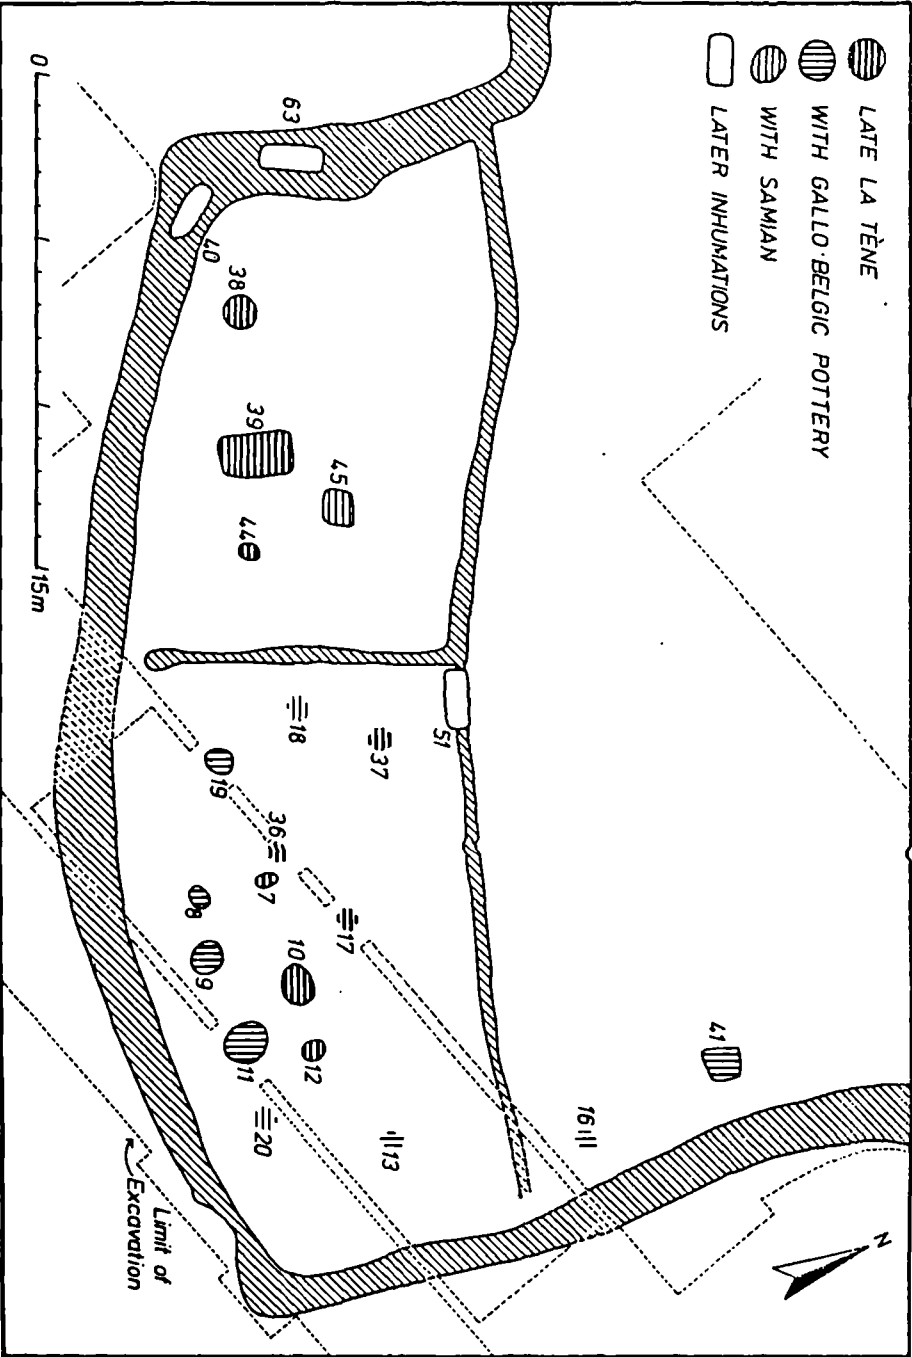 LATE LA TÈNE
WITH GALLO·BELGIC POTTERY
WITH SAMIAN
LATER INHUMATIONS
N
41
16
51
37
18
45
39
44
38
63
40
36
17
7
19
8
9
10
12
11
13
20
0
15m
Limit of
Excavation